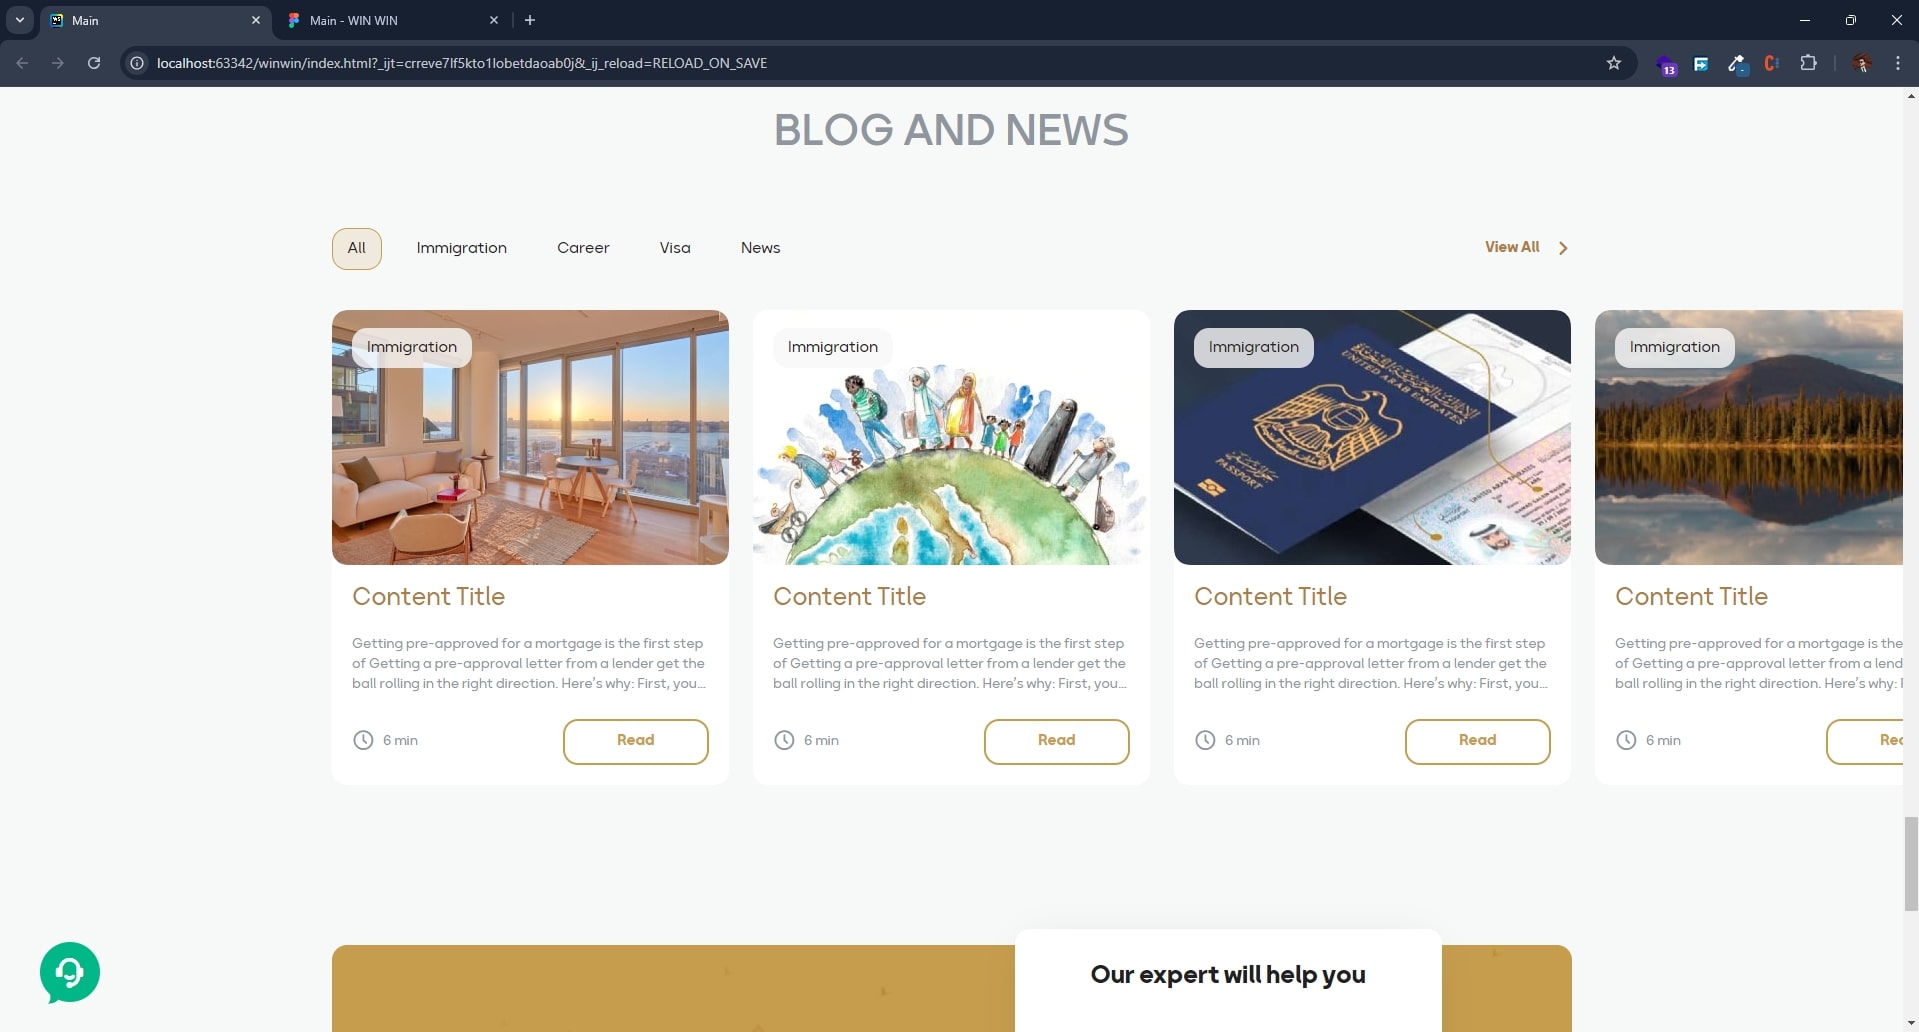 Main
Main - WIN WIN
localhost:63342/winwin/index.html?_ijt=crreve7lf5kto1lobetdaoab0j&_ij_reload=RELOAD_ON_SAVE
13
BLOG AND NEWS
All
Immigration
Career
Visa
News
View All
Immigration
Immigration
Immigration
Immigration
UNITED ARAB EMIRATES
PASSPORT
Content Title
Content Title
Content Title
Content Title
Getting pre-approved for a mortgage is the first step
of Getting a pre-approval letter from a lender get the
ball rolling in the right direction. Here's why: First, you...
Getting pre-approved for a mortgage is the first step
of Getting a pre-approval letter from a lender get the
ball rolling in the right direction. Here's why: First, you...
Getting pre-approved for a mortgage is the first step
of Getting a pre-approval letter from a lender get the
ball rolling in the right direction. Here's why: First, you...
Getting pre-approved for a mortgage is the
of Getting a pre-approval letter from a lend
ball rolling in the right direction. Here's why:
6 min
Read
6 min
Read
6 min
Read
6 min
Our expert will help you